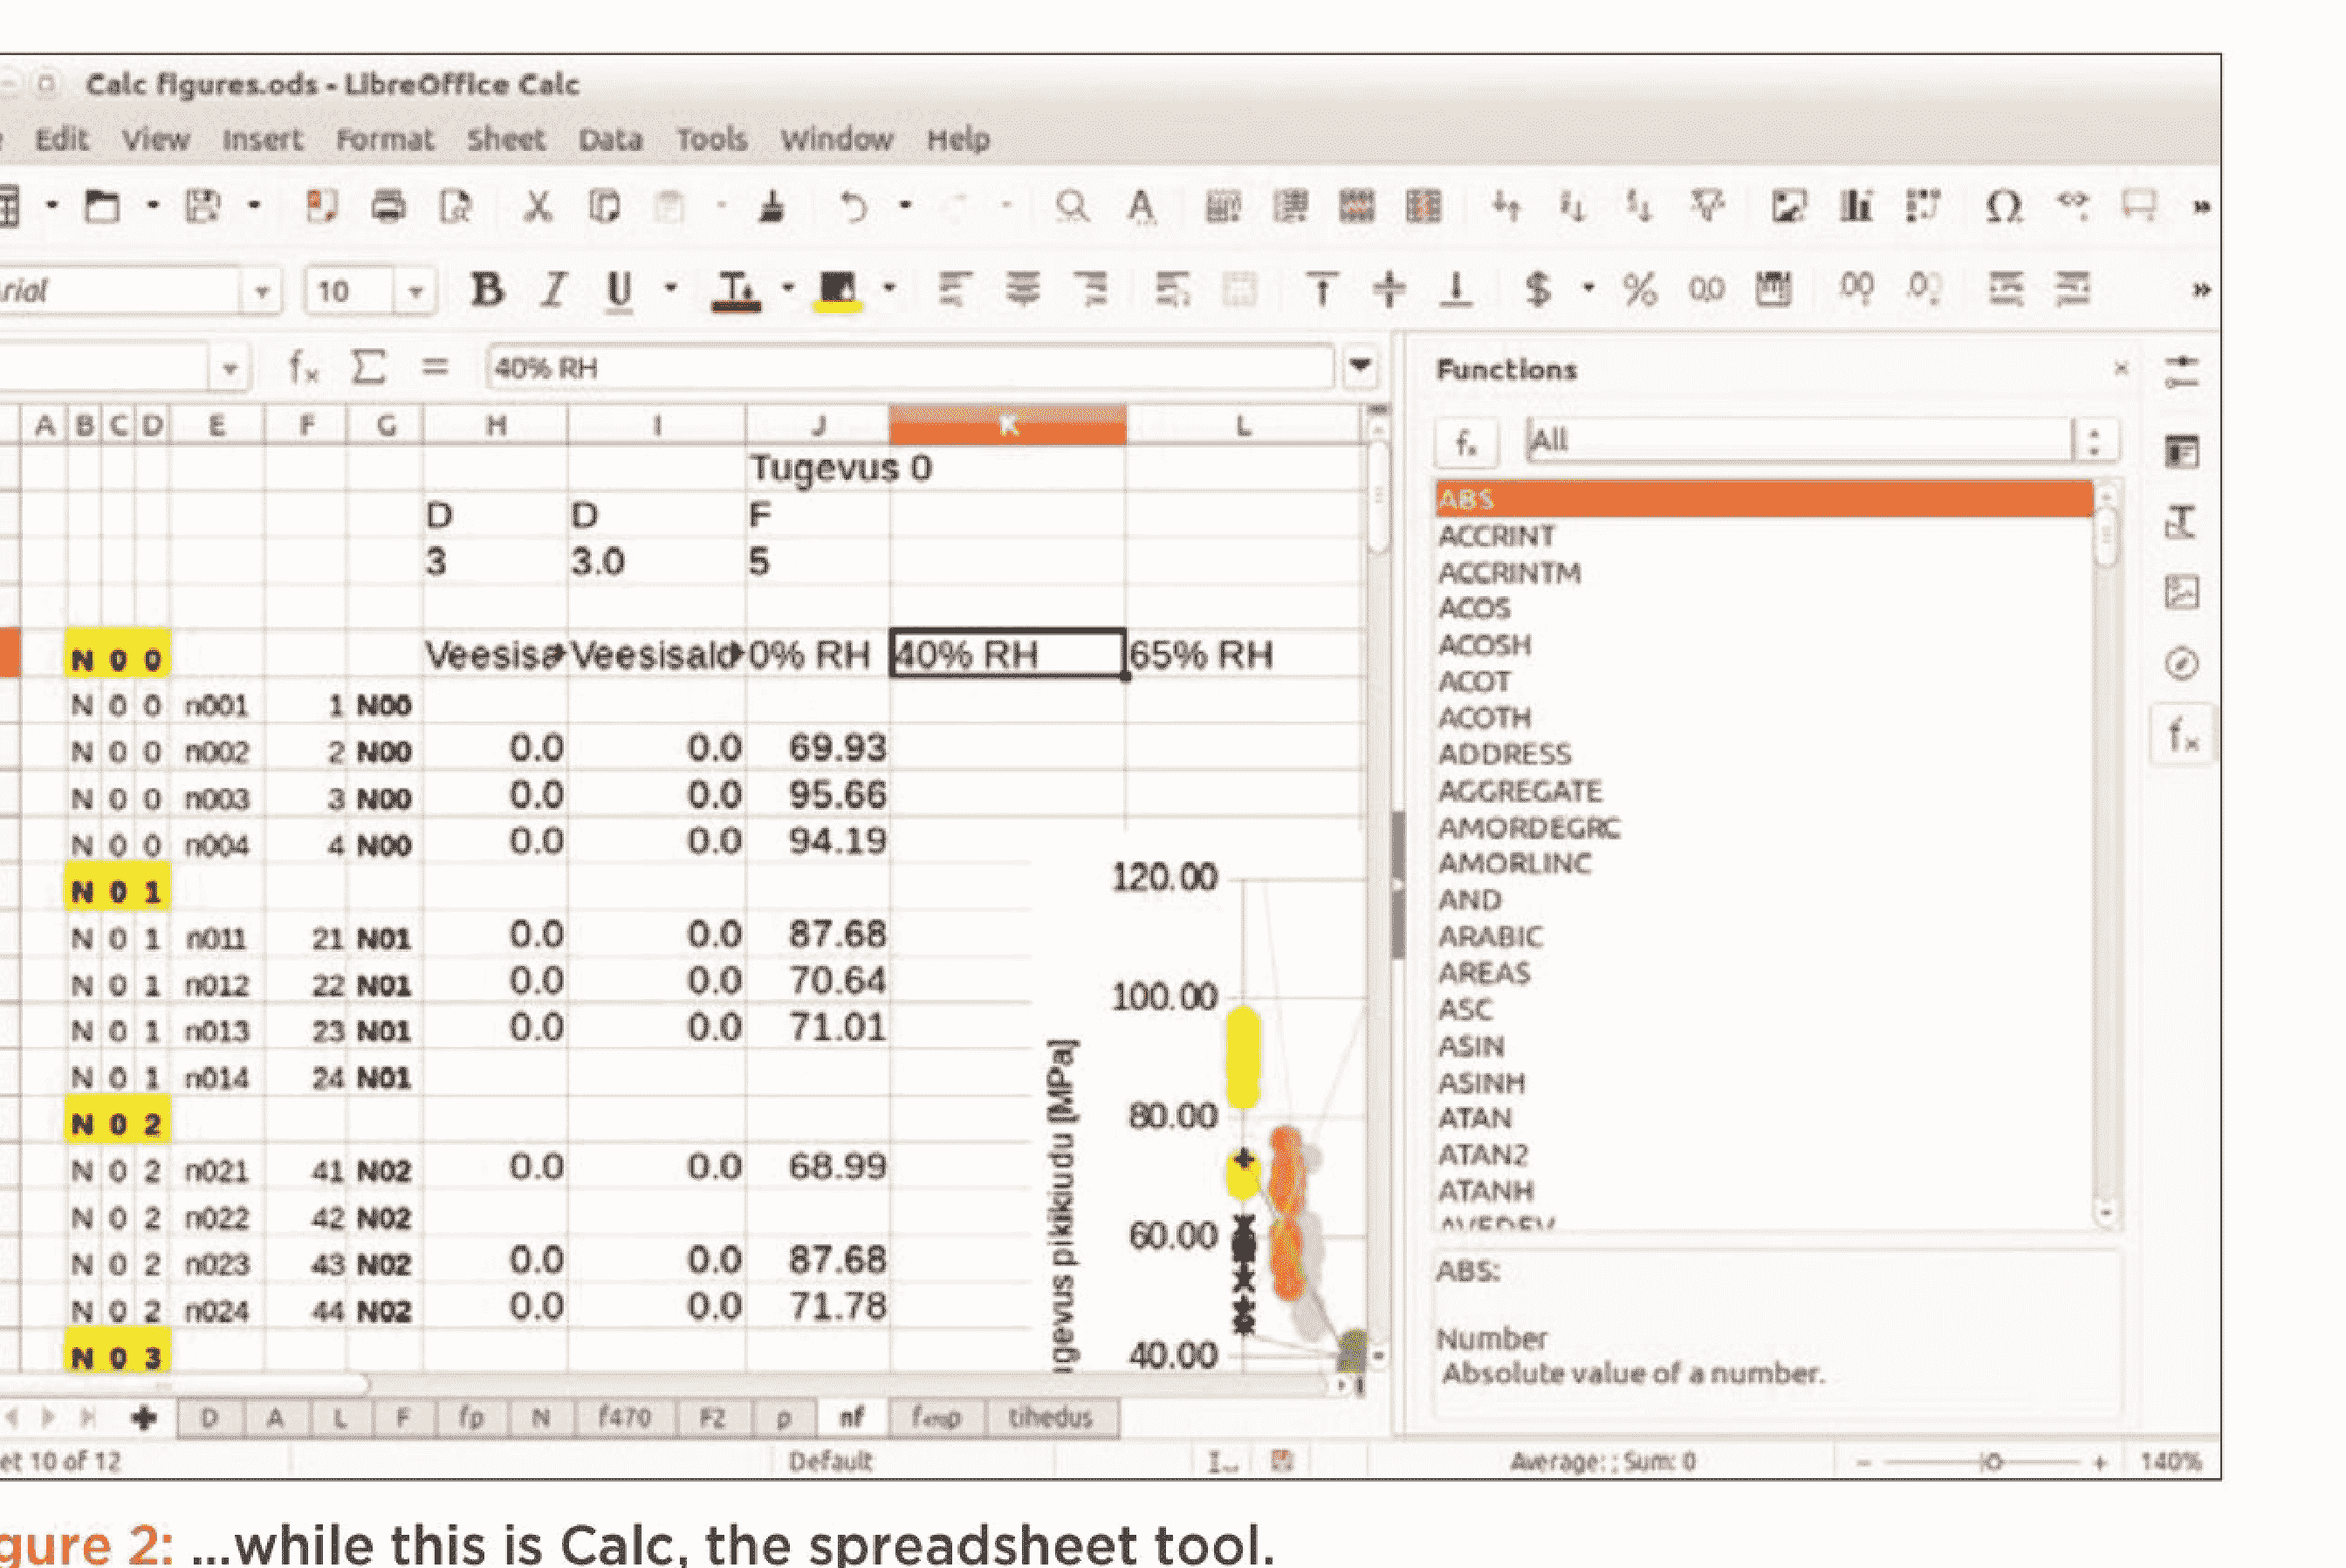 Calc figures.ods - LibreOffice Calc
Edit View Insert Format Sheet Data Tools Window Help
10 B I U
$ % 0.0
fx Σ = 40% RH
Functions
A B C D E F G H I J K L
All
Tugevus 0
D D F
3 3.0 5
N 0 0 0% RH 40% RH 65% RH
N 0 0 n001 1 N00
N 0 0 n002 2 N00 0.0 0.0 69.93
N 0 0 n003 3 N00 0.0 0.0 95.66
N 0 0 n004 4 N00 0.0 0.0 94.19
N 0 1
N 0 1 n011 21 N01 0.0 0.0 87.68
N 0 1 n012 22 N01 0.0 0.0 70.64
N 0 1 n013 23 N01 0.0 0.0 71.01
N 0 1 n014 24 N01
N 0 2
N 0 2 n021 41 N02 0.0 0.0 68.99
N 0 2 n022 42 N02
N 0 2 n023 43 N02 0.0 0.0 87.68
N 0 2 n024 44 N02 0.0 0.0 71.78
N 0 3
120.00
100.00
80.00
60.00
40.00
pikikiudu [MPa]
ABS
ACCRINT
ACCRINTM
ACOS
ACOSH
ACOT
ACOTH
ADDRESS
AGGREGATE
AMORDEGRC
AMORLINC
AND
ARABIC
AREAS
ASC
ASIN
ASINH
ATAN
ATAN2
ATANH
ABS:
Number
Absolute value of a number.
D A L F fp N f470 F2 p nf tihedus
10 of 12 Default Average: ; Sum: 0 140%
2: ...while this is Calc, the spreadsheet tool.